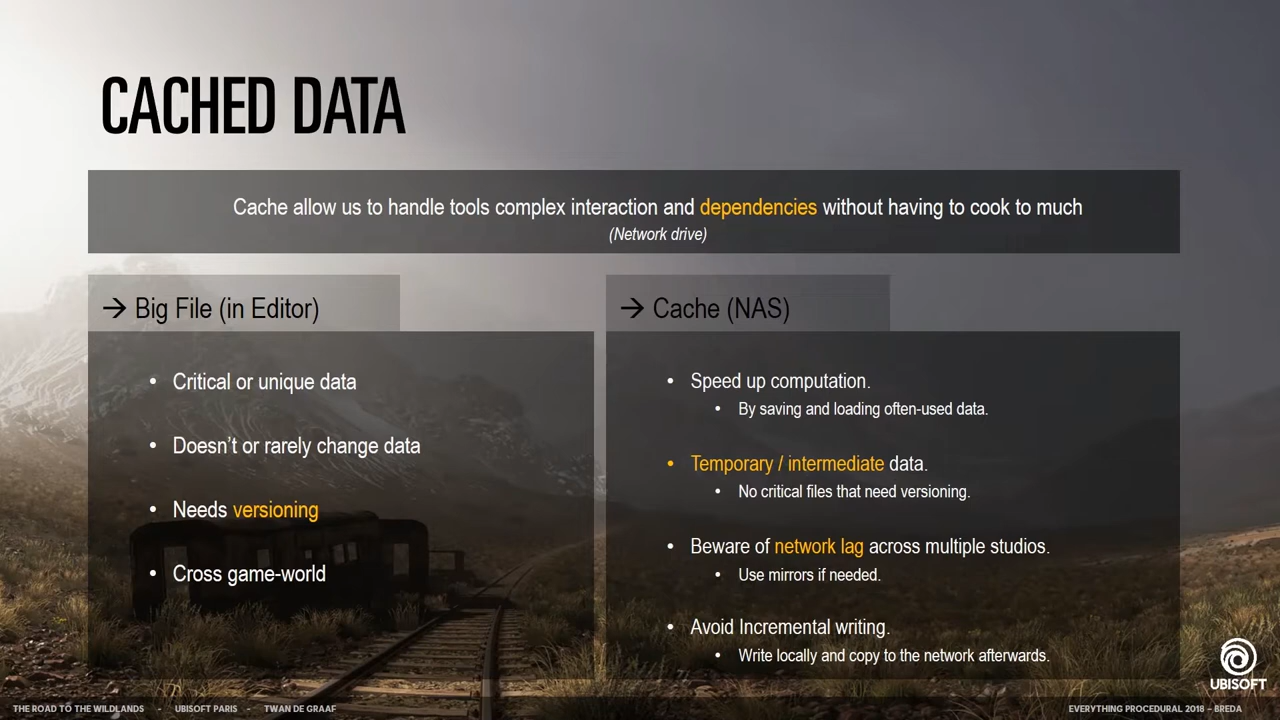 CACHED DATA
Cache allow us to handle tools complex interaction and dependencies without having to cook to much
(Network drive)
→ Big File (in Editor)
• Critical or unique data
• Doesn’t or rarely change data
• Needs versioning
• Cross game-world
→ Cache (NAS)
• Speed up computation.
• By saving and loading often-used data.
• Temporary / intermediate data.
• No critical files that need versioning.
• Beware of network lag across multiple studios.
• Use mirrors if needed.
• Avoid Incremental writing.
• Write locally and copy to the network afterwards.
UBISOFT
THE ROAD TO THE WILDLANDS - UBISOFT PARIS - TWAN DE GRAAF
EVERYTHING PROCEDURAL 2018 – BREDA